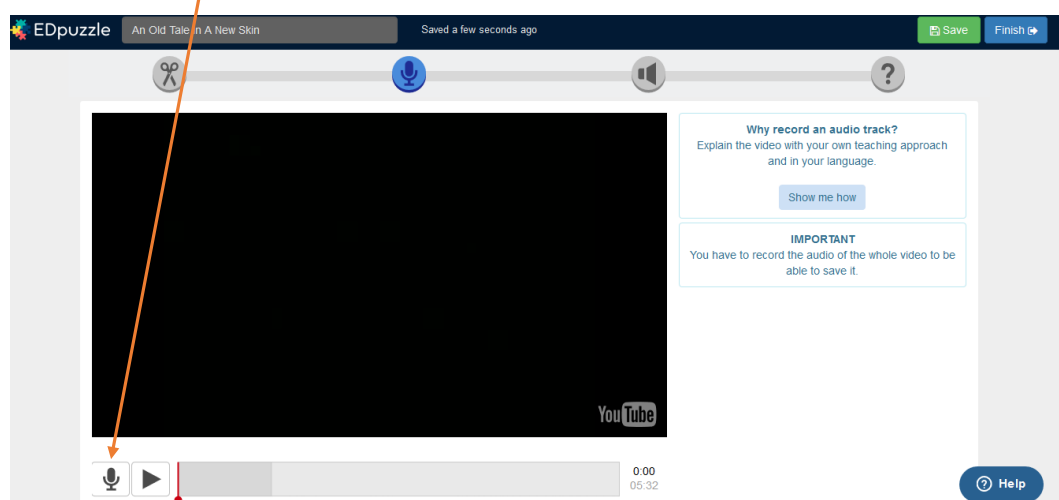 EDpuzzle An Old Tale In A New Skin Saved a few seconds ago Save Finish
?
Why record an audio track?
Explain the video with your own teaching approach
and in your language.
Show me how
IMPORTANT
You have to record the audio of the whole video to be
able to save it.
YouTube
0:00
05:32
? Help